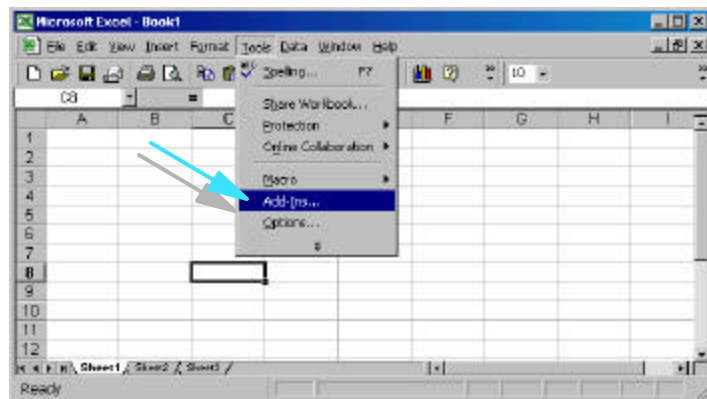 Microsoft Excel - Book1
File Edit View Insert Format Tools Data Window Help
Spelling... F7
10
C8 =
Share Workbook...
A B C F G H I
Protection
Online Collaboration
Macro
Add-Ins...
Options...
1
2
3
4
5
6
7
8
9
10
11
12
Sheet1 Sheet2 Sheet3
Ready